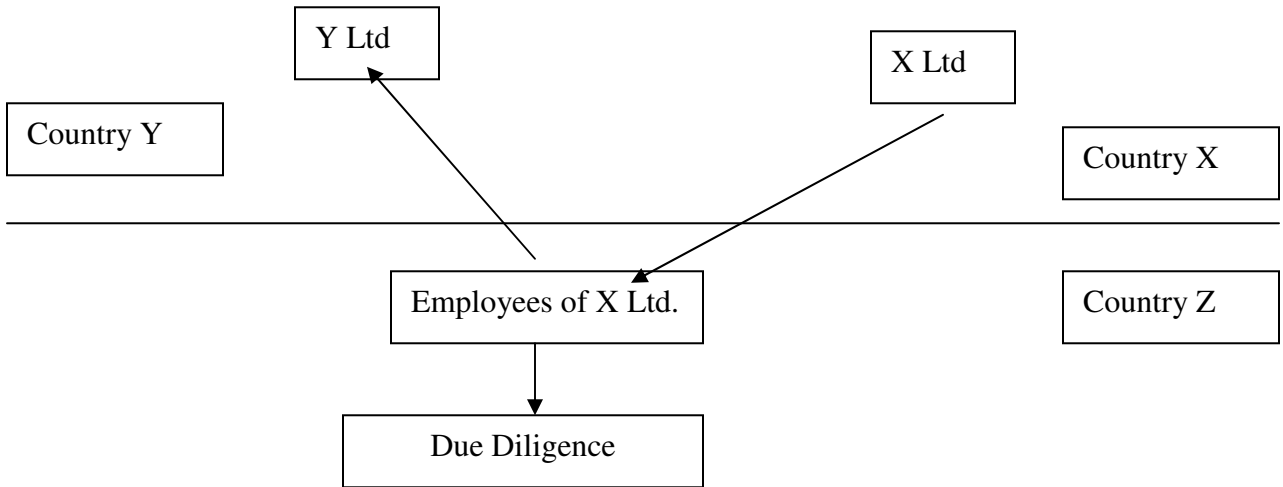 Y Ltd
X Ltd
Country Y
Country X
Employees of X Ltd.
Country Z
Due Diligence